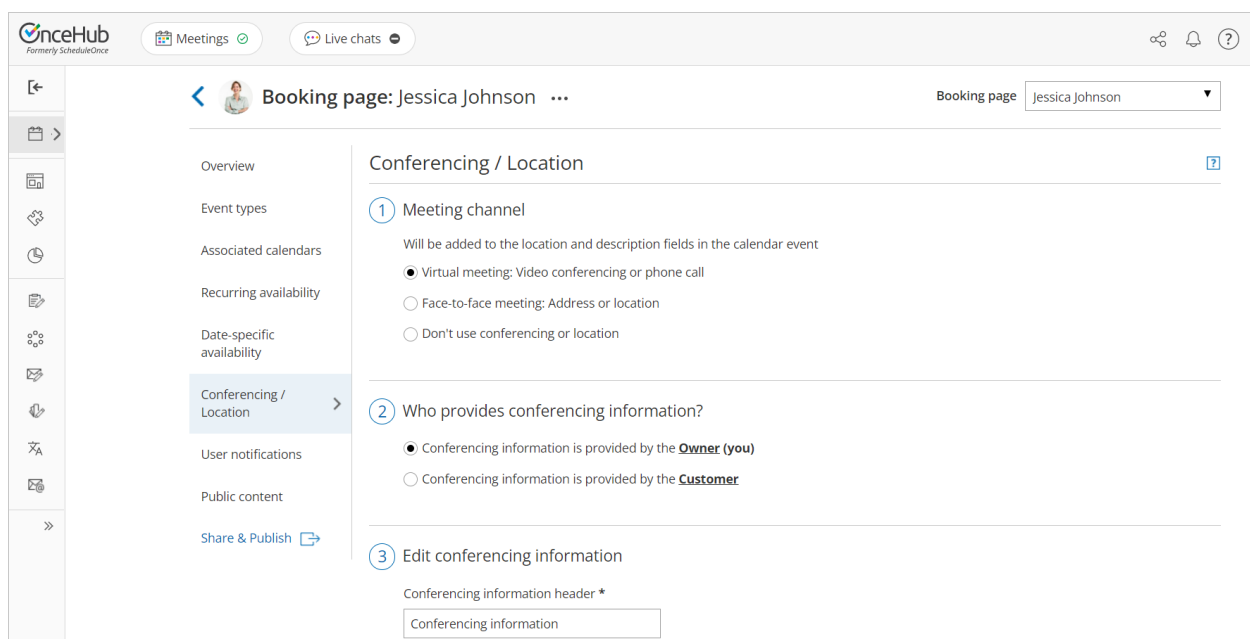 OnceHub
Formerly ScheduleOnce
Meetings
Live chats
?
Booking page: Jessica Johnson ...
Booking page
Jessica Johnson
Overview
Event types
Associated calendars
Recurring availability
Date-specific
availability
Conferencing /
Location
User notifications
Public content
Share & Publish
Conferencing / Location
?
1 Meeting channel
Will be added to the location and description fields in the calendar event
Virtual meeting: Video conferencing or phone call
Face-to-face meeting: Address or location
Don't use conferencing or location
2 Who provides conferencing information?
Conferencing information is provided by the Owner (you)
Conferencing information is provided by the Customer
3 Edit conferencing information
Conferencing information header *
Conferencing information